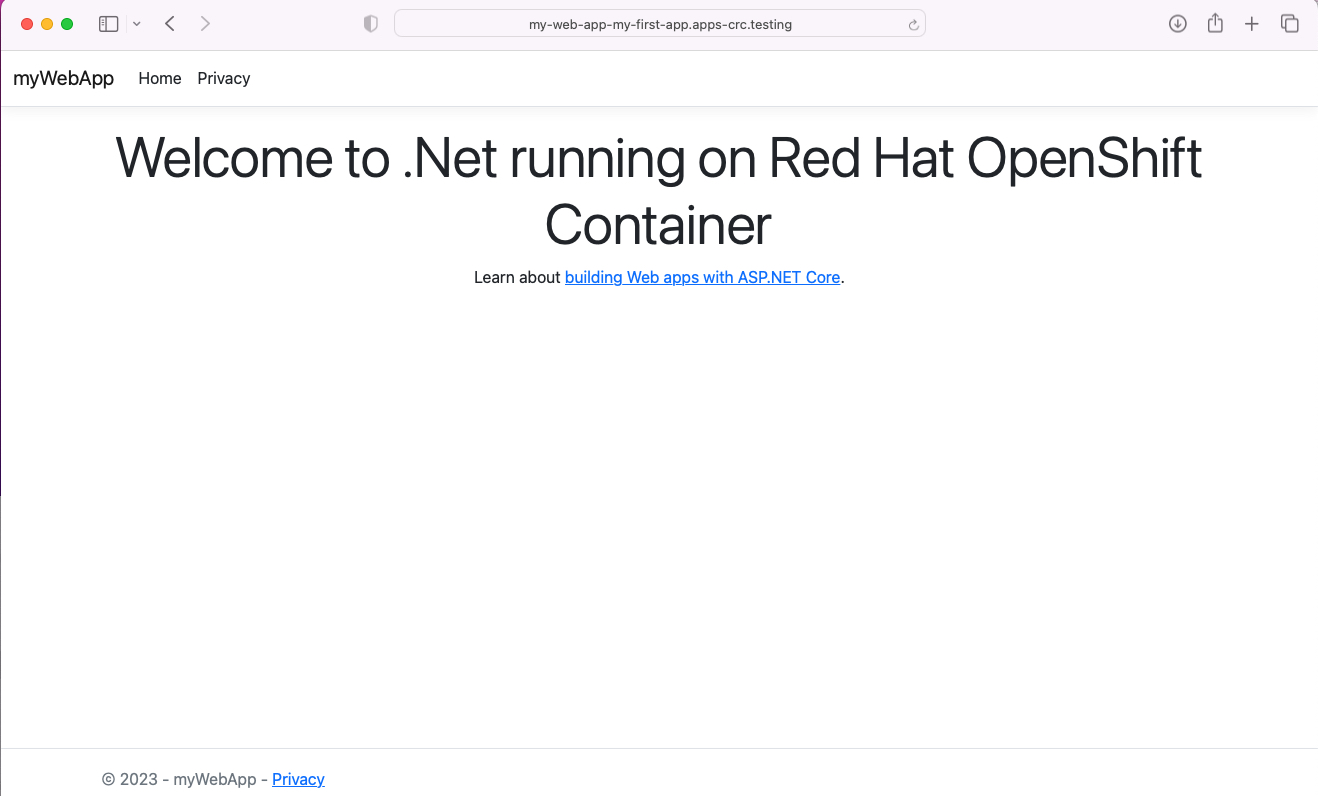 my-web-app-my-first-app.apps-crc.testing
myWebApp Home Privacy
Welcome to .Net running on Red Hat OpenShift
Container
Learn about building Web apps with ASP.NET Core.
© 2023 - myWebApp - Privacy